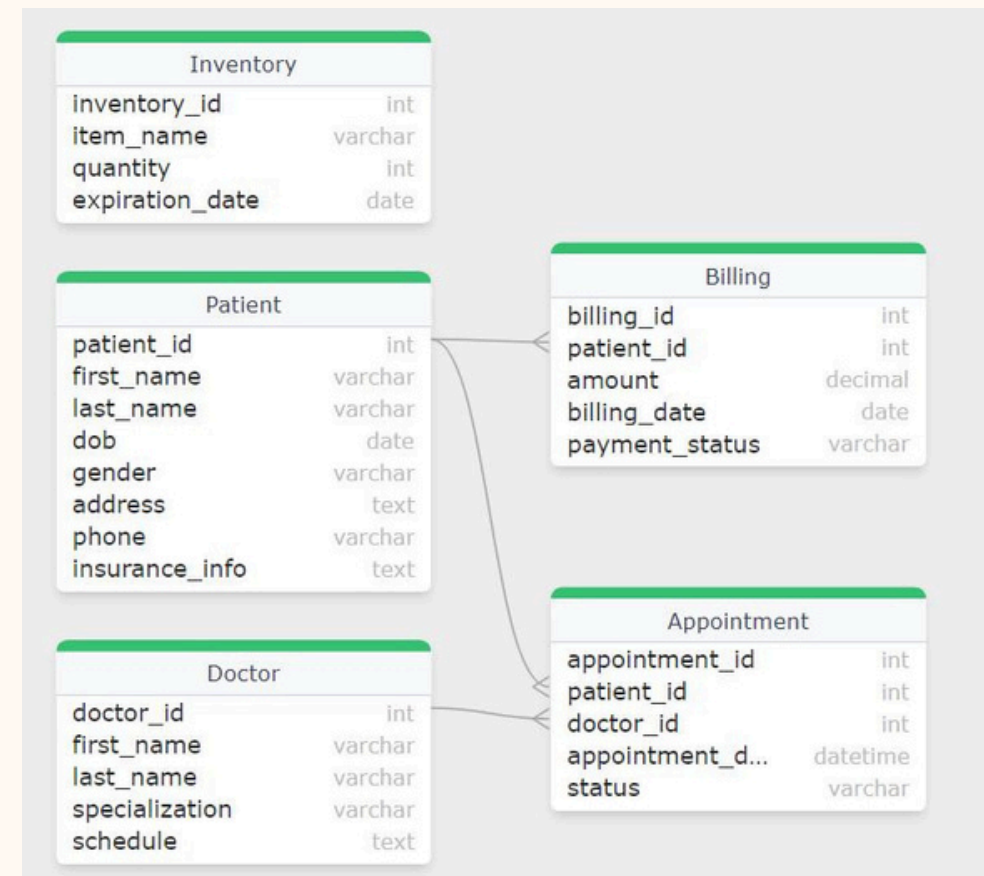 Inventory
inventory_id int
item_name varchar
quantity int
expiration_date date
Patient
patient_id int
first_name varchar
last_name varchar
dob date
gender varchar
address text
phone varchar
insurance_info text
Doctor
doctor_id int
first_name varchar
last_name varchar
specialization varchar
schedule text
Billing
billing_id int
patient_id int
amount decimal
billing_date date
payment_status varchar
Appointment
appointment_id int
patient_id int
doctor_id int
appointment_d... datetime
status varchar